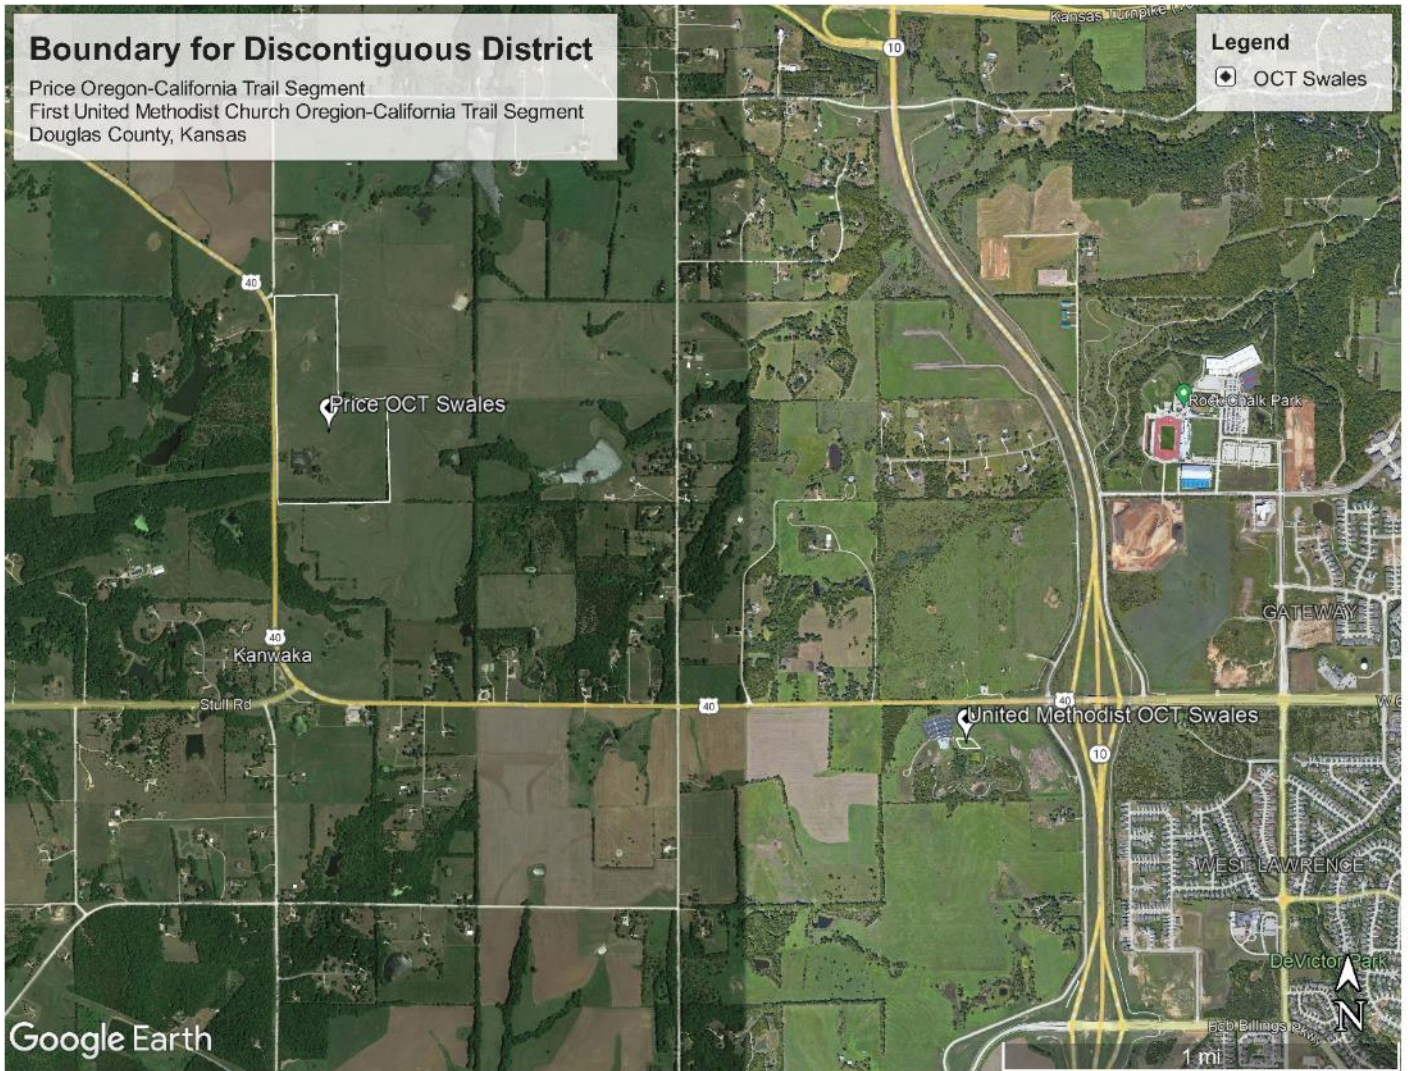 Boundary for Discontiguous District
Price Oregon-California Trail Segment
First United Methodist Church Oregion-California Trail Segment
Douglas County, Kansas
Legend
OCT Swales
Kansas Turnpike
10
40
Price OCT Swales
Rock Chalk Park
GATEWAY
40
Kanwaka
Stull Rd
40
40
United Methodist OCT Swales
10
WEST LAWRENCE
DeVictor Park
N
Bob Billings
Google Earth
1 mi